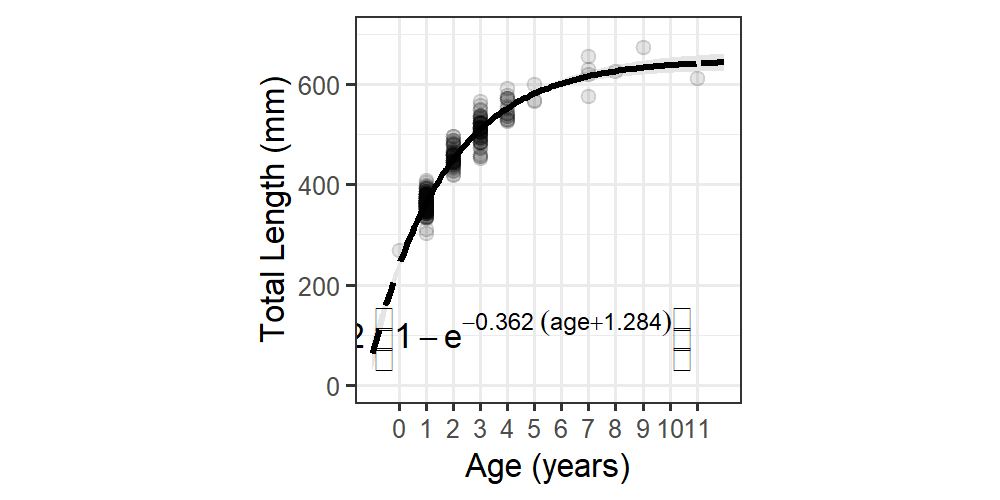 Total Length (mm)
600
400
200
0
1 − e^−0.362 (age+1.284)
0 1 2 3 4 5 6 7 8 9 10 11
Age (years)